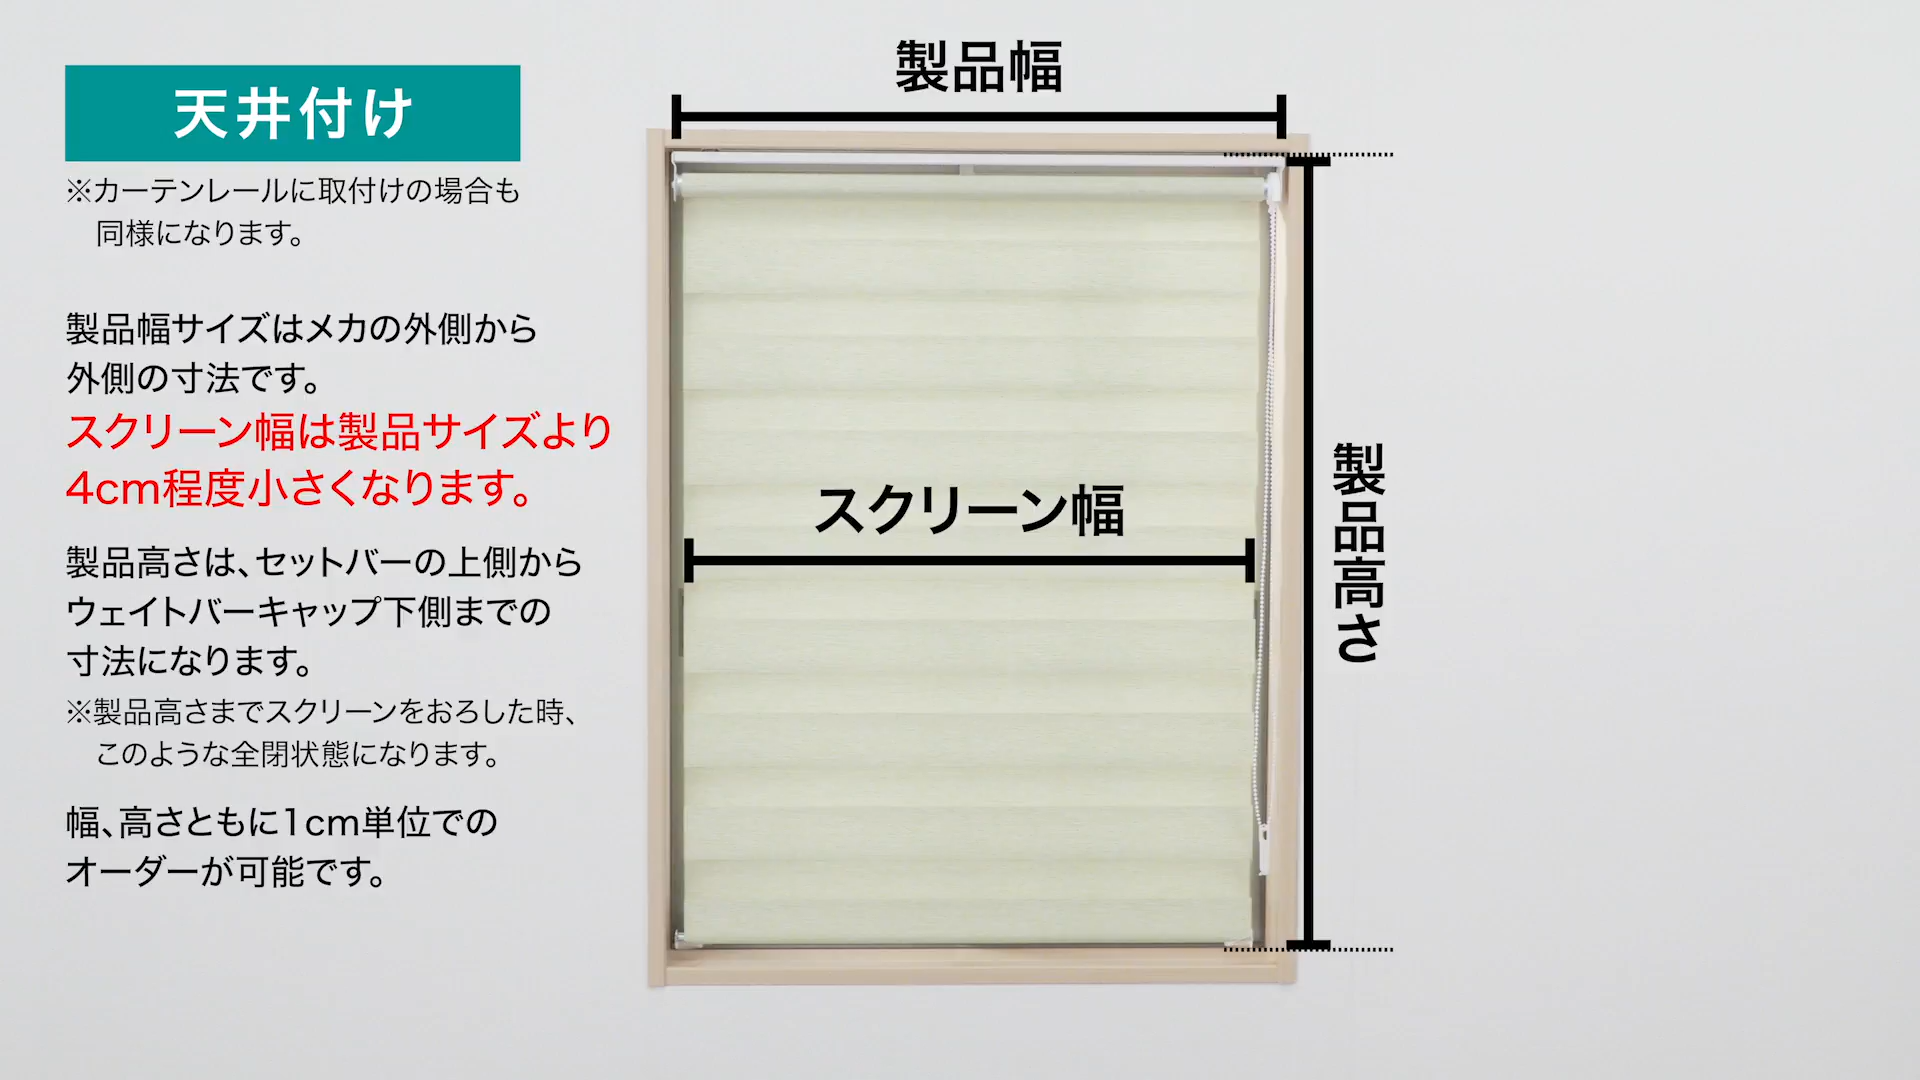 天井付け
※カーテンレールに取付けの場合も
同様になります。
製品幅サイズはメカの外側から
外側の寸法です。
スクリーン幅は製品サイズより
4cm程度小さくなります。
製品高さは、セットバーの上側から
ウェイトバーキャップ下側までの
寸法になります。
※製品高さまでスクリーンをおろした時、
このような全閉状態になります。
幅、高さともに1cm単位での
オーダーが可能です。
製品幅
スクリーン幅
製品高さ